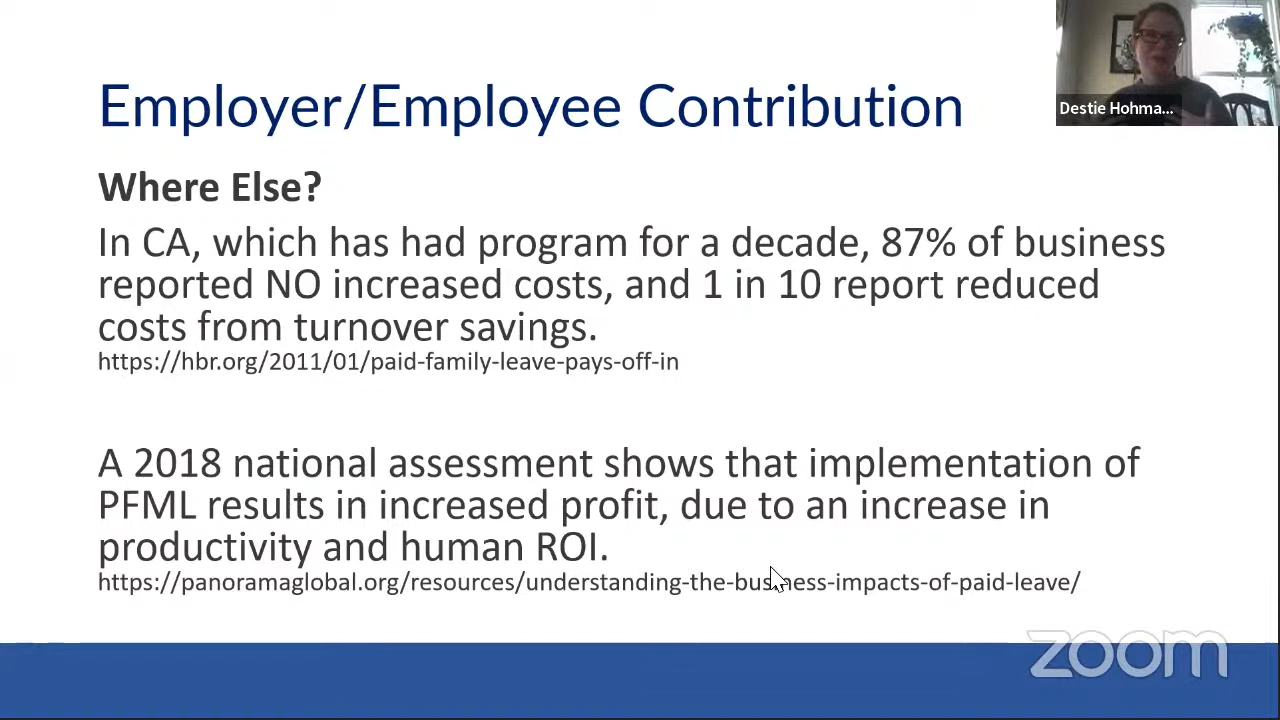 Employer/Employee Contribution
Destie Hohma...
Where Else?
In CA, which has had program for a decade, 87% of business
reported NO increased costs, and 1 in 10 report reduced
costs from turnover savings.
https://hbr.org/2011/01/paid-family-leave-pays-off-in
A 2018 national assessment shows that implementation of
PFML results in increased profit, due to an increase in
productivity and human ROI.
https://panoramaglobal.org/resources/understanding-the-business-impacts-of-paid-leave/
zoom